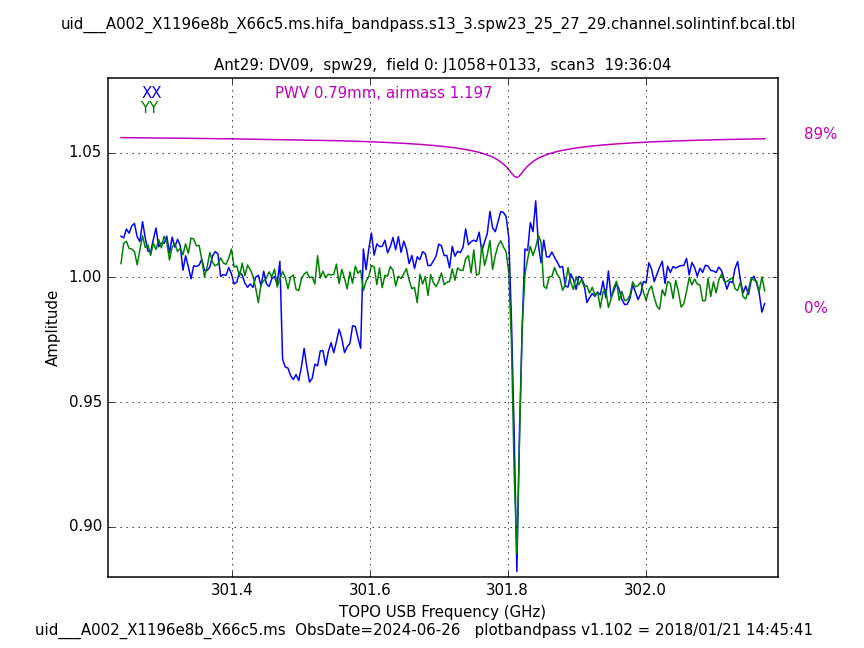 uid___A002_X1196e8b_X66c5.ms.hifa_bandpass.s13_3.spw23_25_27_29.channel.solintinf.bcal.tbl
Ant29: DV09,  spw29,  field 0: J1058+0133,  scan3  19:36:04
XX
PWV 0.79mm, airmass 1.197
YY
89%
1.05
1.00
0%
Amplitude
0.95
0.90
301.4
301.6
301.8
302.0
TOPO USB Frequency (GHz)
uid___A002_X1196e8b_X66c5.ms  ObsDate=2024-06-26   plotbandpass v1.102 = 2018/01/21 14:45:41